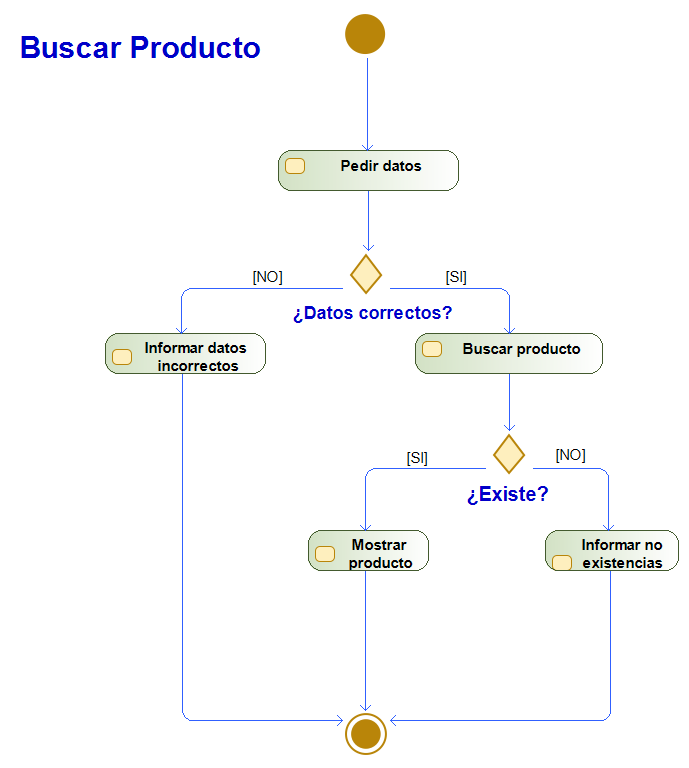 Buscar Producto
Pedir datos
[NO]
[SI]
¿Datos correctos?
Informar datos
incorrectos
Buscar producto
[SI]
[NO]
¿Existe?
Mostrar
producto
Informar no
existencias